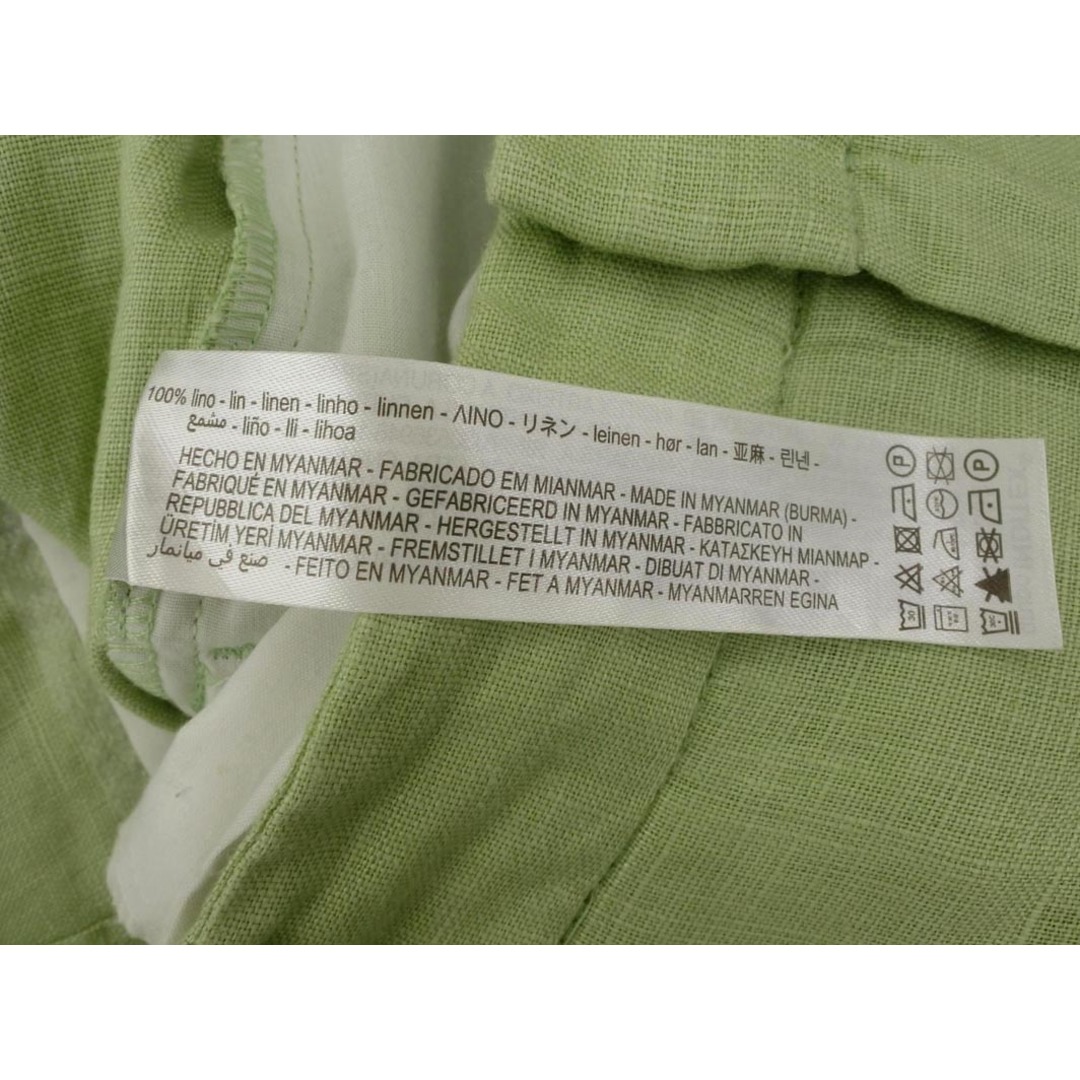 100% lino - lin - linen - linho - linnen - ΛΙΝΟ - リネン - leinen - hør - lan - 亚麻 - 린넨 -
مشمع - liño - lli - lihoa
HECHO EN MYANMAR - FABRICADO EM MIANMAR - MADE IN MYANMAR (BURMA) -
FABRIQUÉ EN MYANMAR - GEFABRICEERD IN MYANMAR - FABBRICATO IN
REPUBBLICA DEL MYANMAR - HERGESTELLT IN MYANMAR - ΚΑΤΑΣΚΕΥΗ ΜΙΑΝΜΑΡ -
ÜRETİM YERİ MYANMAR - FREMSTILLET I MYANMAR - DIBUAT DI MYANMAR -
صنع في ميانمار - FEITO EN MYANMAR - FET A MYANMAR - MYANMARREN EGINA
P P